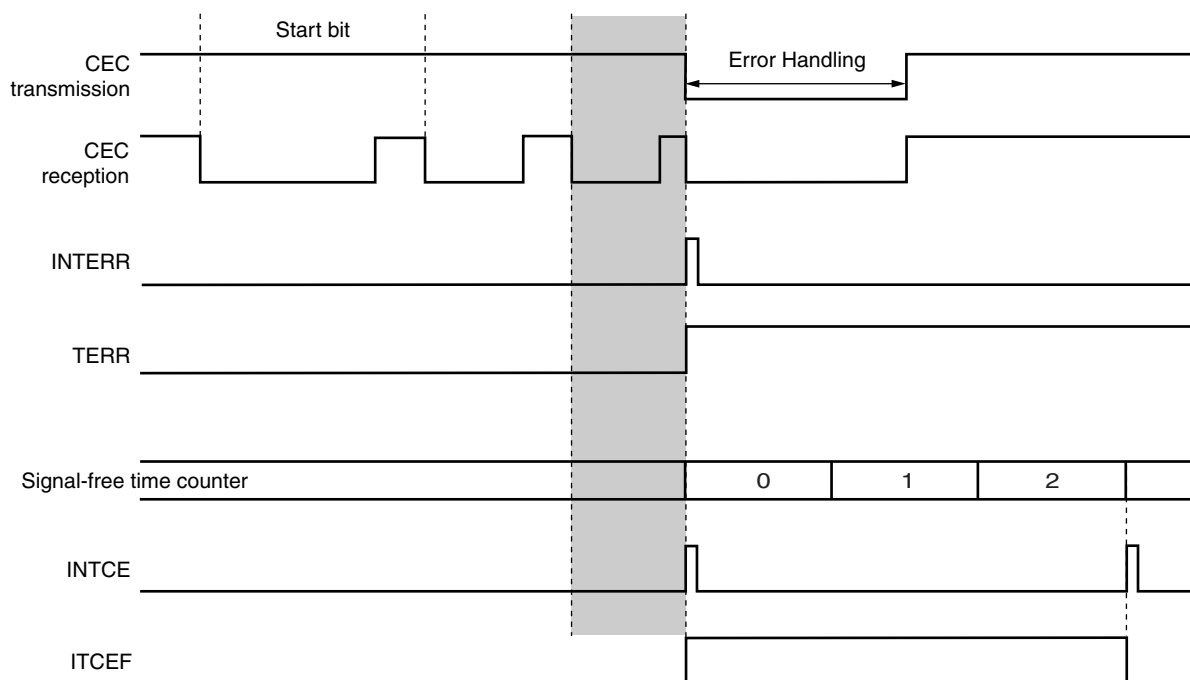 Start bit
CEC
transmission
Error Handling
CEC
reception
INTERR
TERR
Signal-free time counter
0
1
2
INTCE
ITCEF